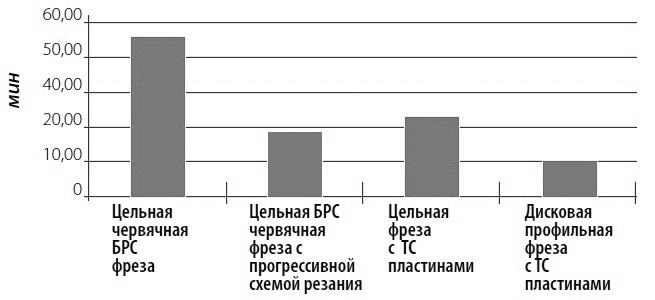 60,00
50,00
40,00
20,00
10,00
0
мин
Цельная
червячная
БРС
фреза
Цельная БРС
червячная
фреза с
прогрессивной
схемой резания
Цельная
фреза
с ТС
пластинами
Дисковая
профильная
фреза
с ТС
пластинами